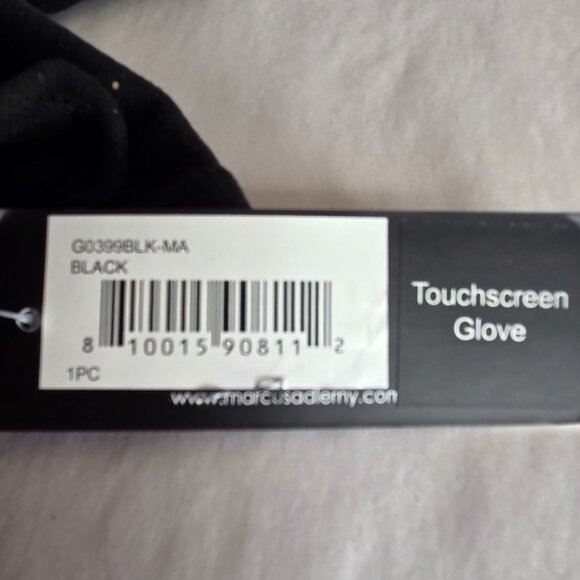 G0399BLK-MA
BLACK
8 10015 90811 2
1PC
www.marcusadlerny.com
Touchscreen
Glove